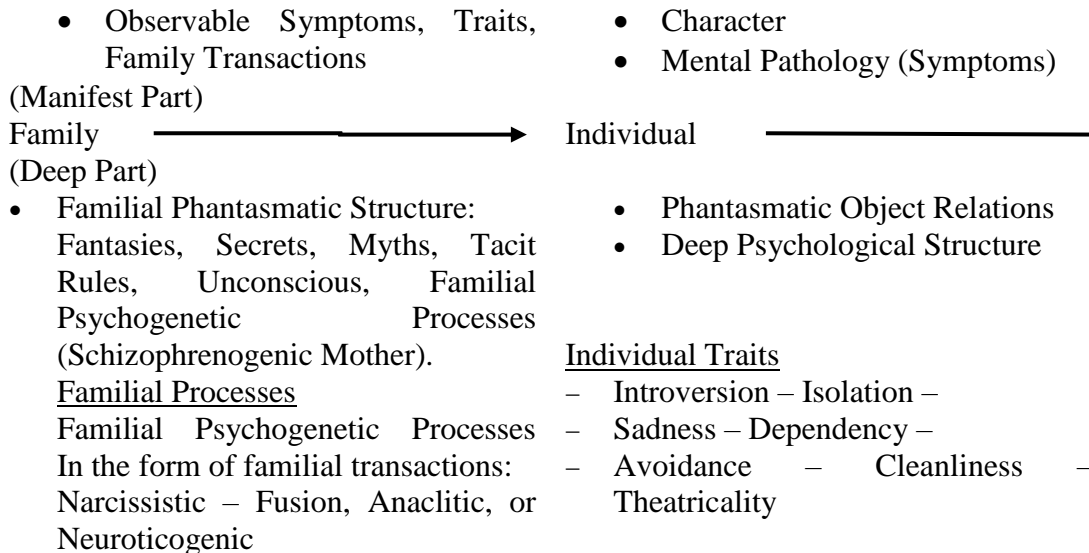 • Observable Symptoms, Traits,
Family Transactions
(Manifest Part)
Family
(Deep Part)
• Familial Phantasmatic Structure:
Fantasies, Secrets, Myths, Tacit
Rules, Unconscious, Familial
Psychogenetic Processes
(Schizophrenogenic Mother).
Familial Processes
Familial Psychogenetic Processes
In the form of familial transactions:
Narcissistic – Fusion, Anaclitic, or
Neuroticogenic
• Character
• Mental Pathology (Symptoms)
Individual
• Phantasmatic Object Relations
• Deep Psychological Structure
Individual Traits
– Introversion – Isolation –
– Sadness – Dependency –
– Avoidance – Cleanliness –
Theatricality